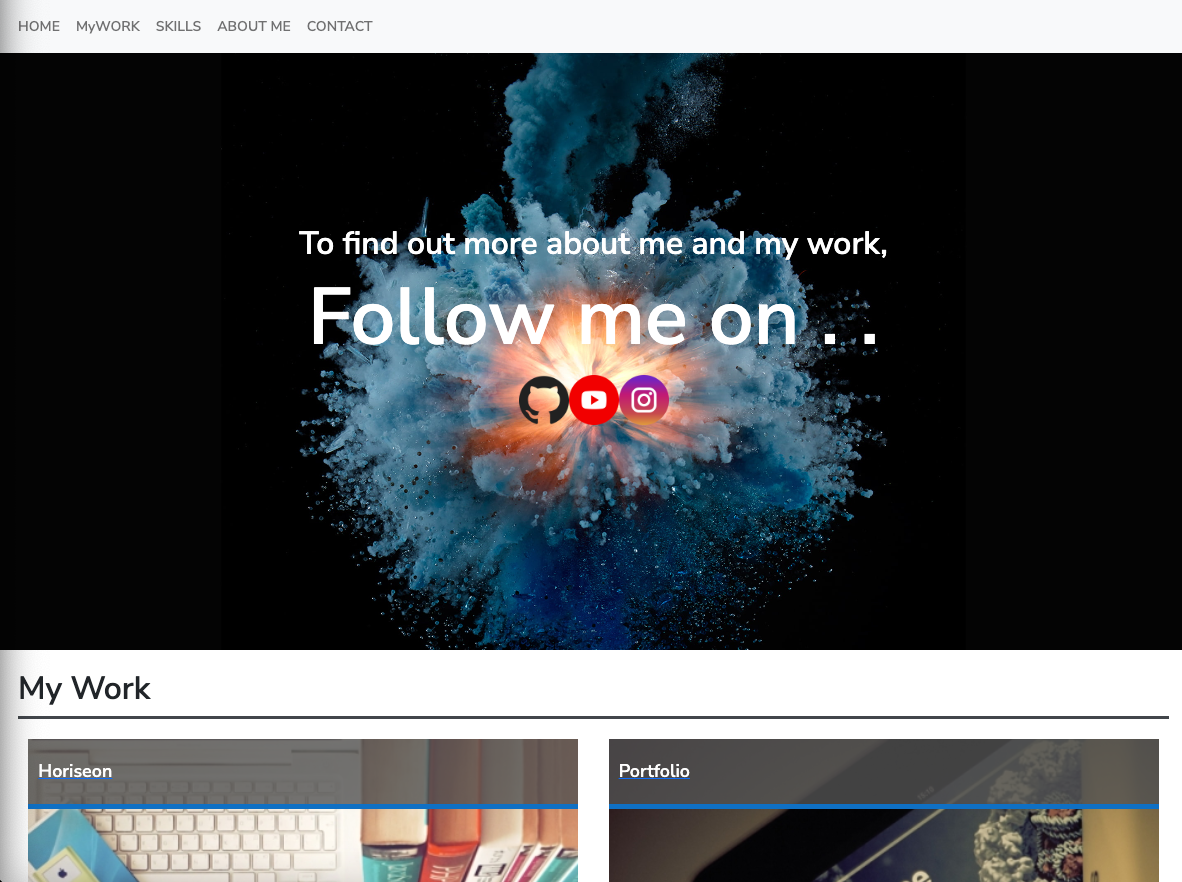 HOME MyWORK SKILLS ABOUT ME CONTACT
To find out more about me and my work,
Follow me on . .
My Work
Horiseon
Portfolio